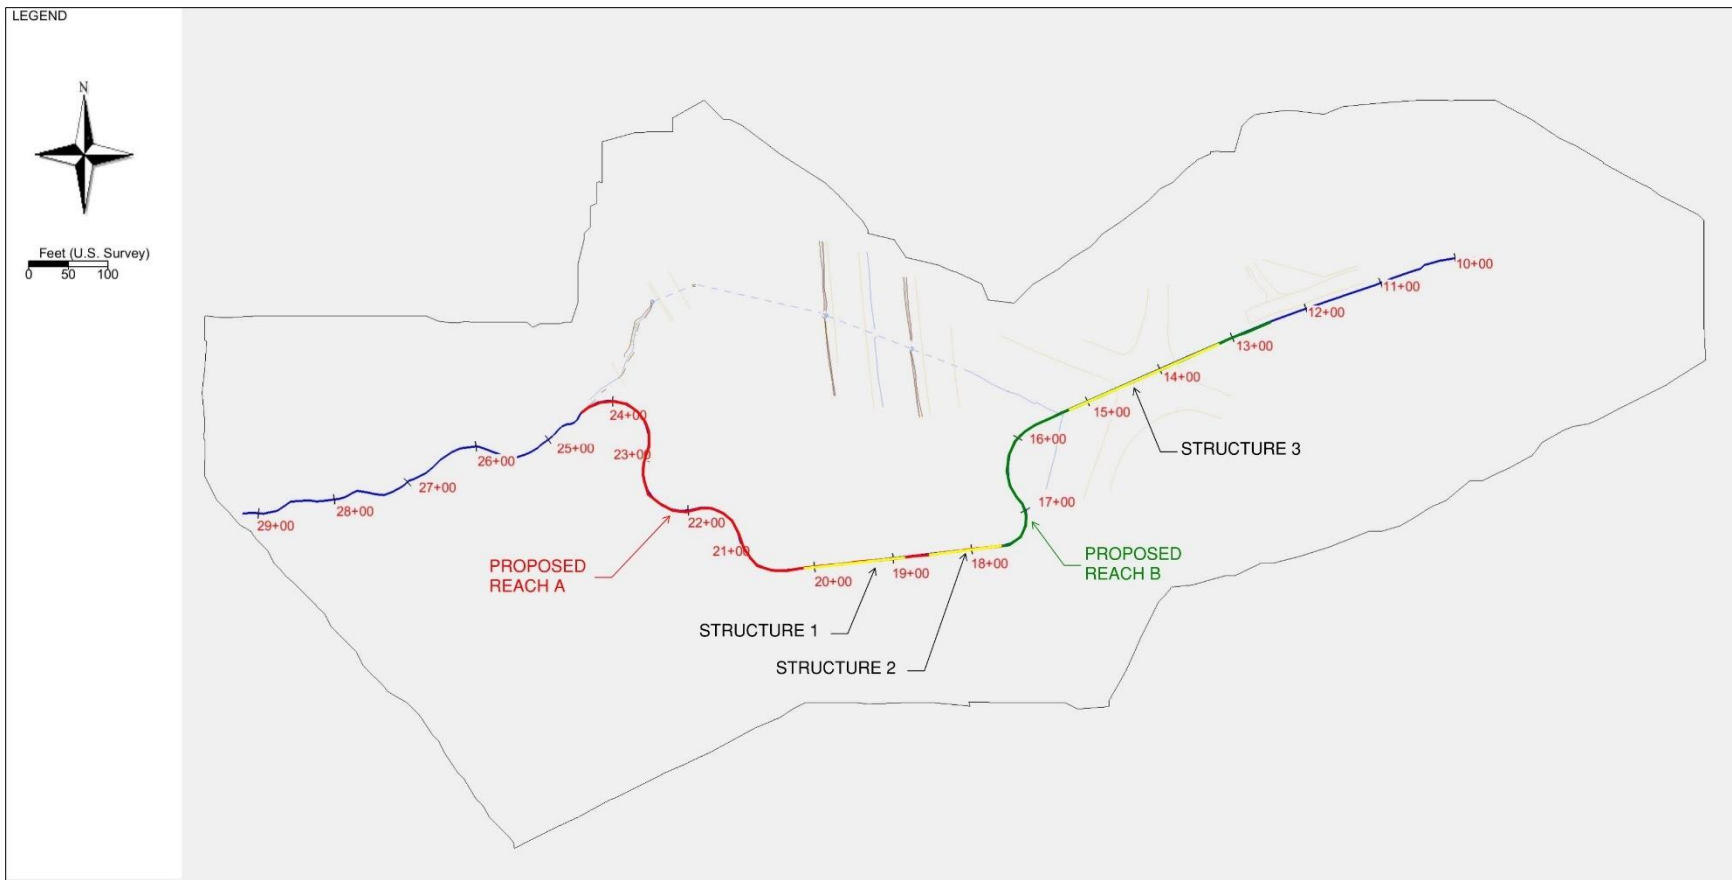 LEGEND
N
Feet (U.S. Survey)
0 50 100
10+00
11+00
12+00
13+00
14+00
15+00
16+00
STRUCTURE 3
17+00
PROPOSED
REACH B
18+00
19+00
20+00
STRUCTURE 1
STRUCTURE 2
21+00
22+00
PROPOSED
REACH A
23+00
24+00
25+00
26+00
27+00
28+00
29+00